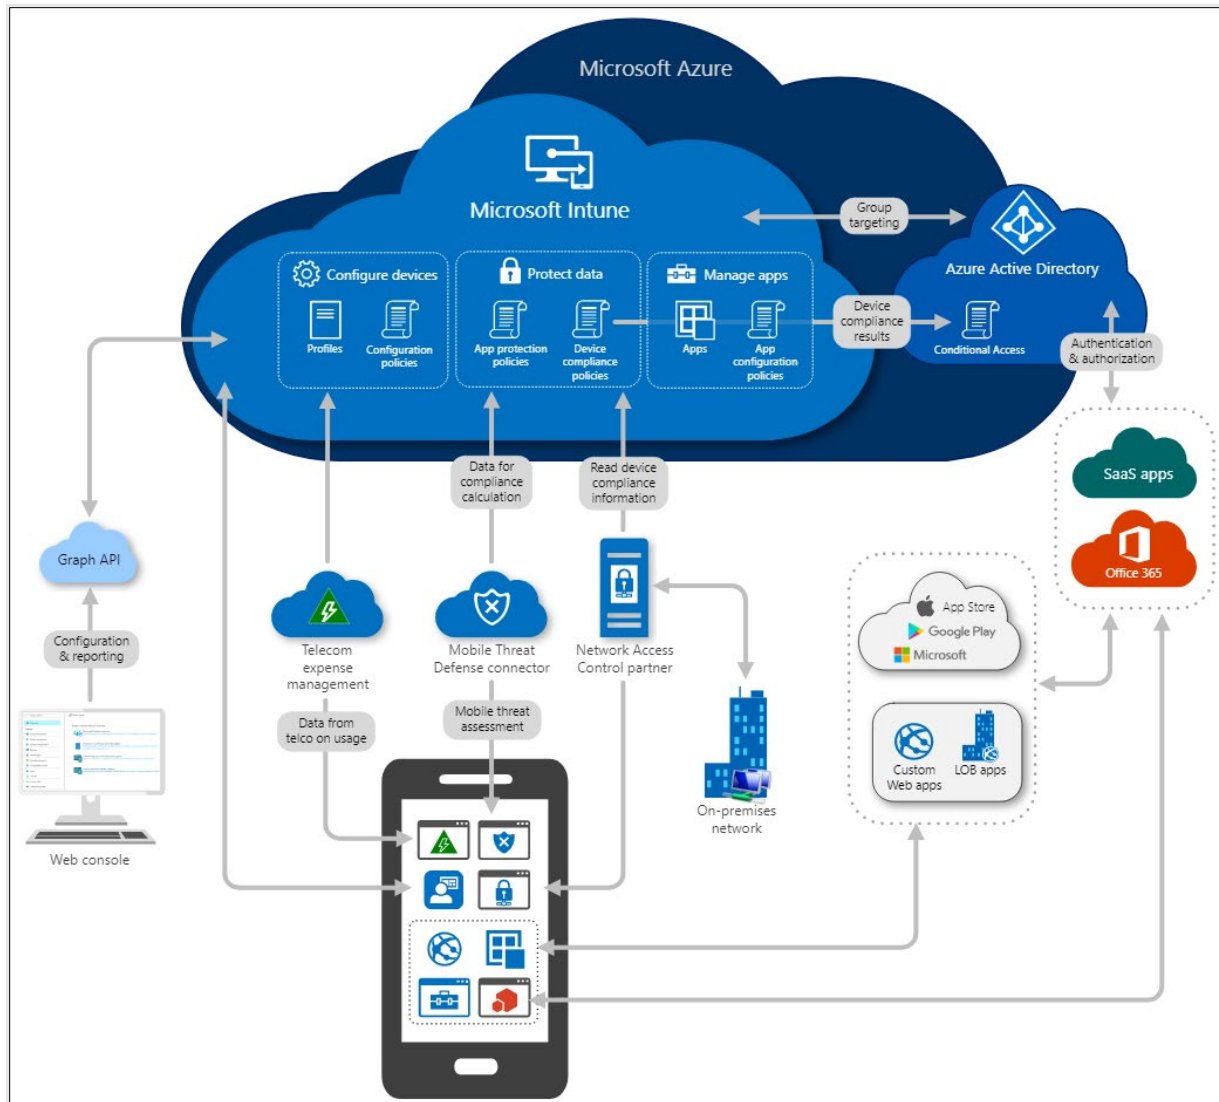 Microsoft Azure
Microsoft Intune
Group
targeting
Azure Active Directory
Configure devices
Protect data
Manage apps
Profiles
Configuration
policies
App protection
policies
Device
compliance
policies
Apps
App
configuration
policies
Device
compliance
results
Conditional Access
Authentication
& authorization
Data for
compliance
calculation
Read device
compliance
information
SaaS apps
Office 365
Graph API
Configuration
& reporting
Telecom
expense
management
Mobile Threat
Defense connector
Network Access
Control partner
App Store
Google Play
Microsoft
Data from
telco on usage
Mobile threat
assessment
Custom
Web apps
LOB apps
On-premises
network
Web console